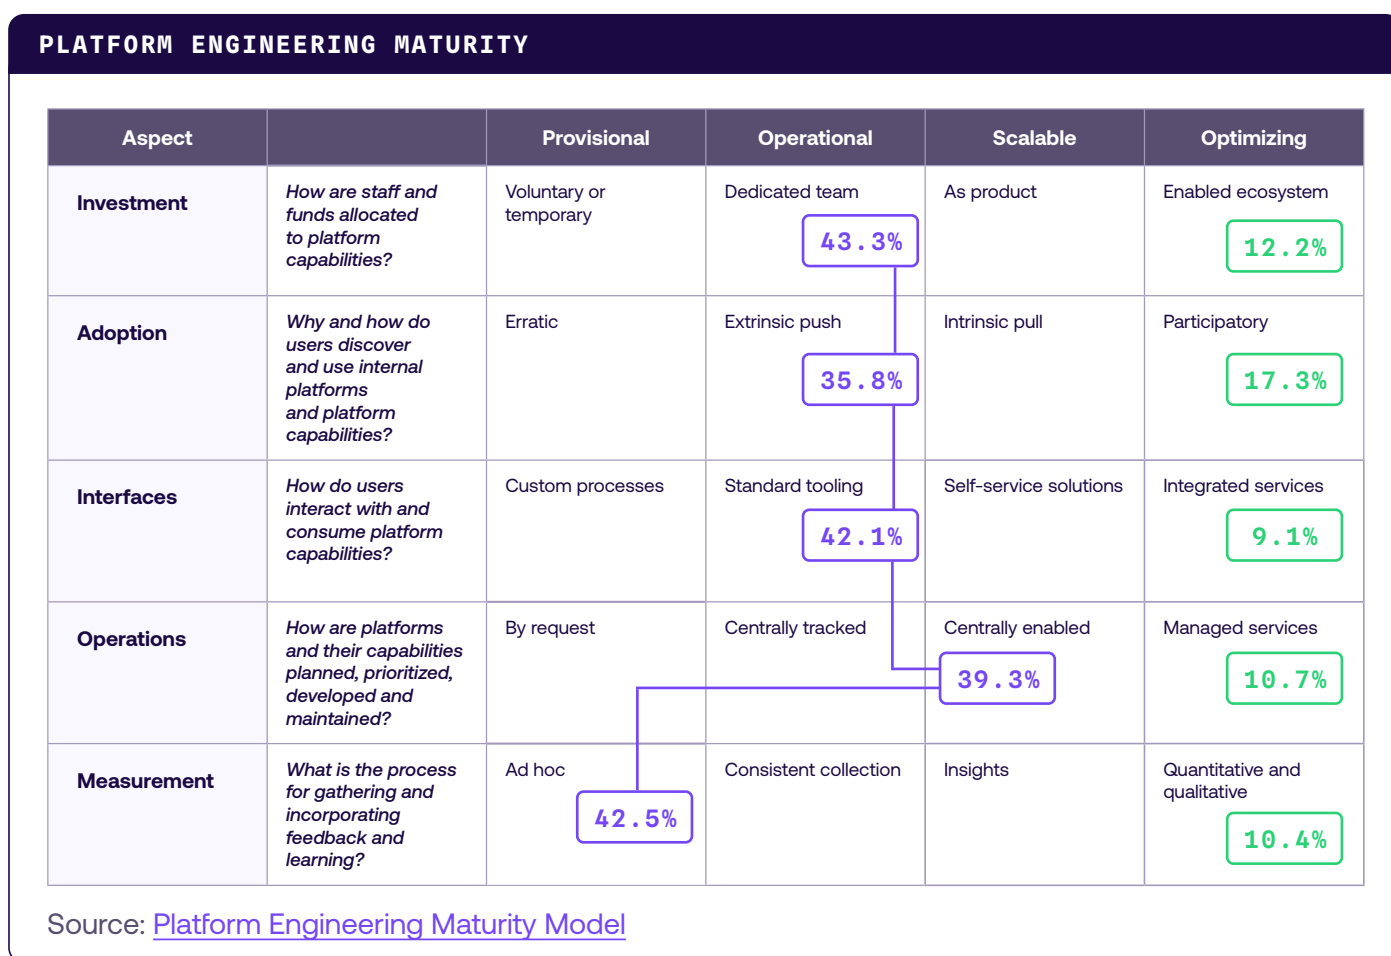 PLATFORM ENGINEERING MATURITY
Aspect
Provisional
Operational
Scalable
Optimizing
Investment
How are staff and
funds allocated
to platform
capabilities?
Voluntary or
temporary
Dedicated team
43.3%
As product
Enabled ecosystem
12.2%
Adoption
Why and how do
users discover
and use internal
platforms
and platform
capabilities?
Erratic
Extrinsic push
35.8%
Intrinsic pull
Participatory
17.3%
Interfaces
How do users
interact with and
consume platform
capabilities?
Custom processes
Standard tooling
42.1%
Self-service solutions
Integrated services
9.1%
Operations
How are platforms
and their capabilities
planned, prioritized,
developed and
maintained?
By request
Centrally tracked
Centrally enabled
39.3%
Managed services
10.7%
Measurement
What is the process
for gathering and
incorporating
feedback and
learning?
Ad hoc
42.5%
Consistent collection
Insights
Quantitative and
qualitative
10.4%
Source: Platform Engineering Maturity Model